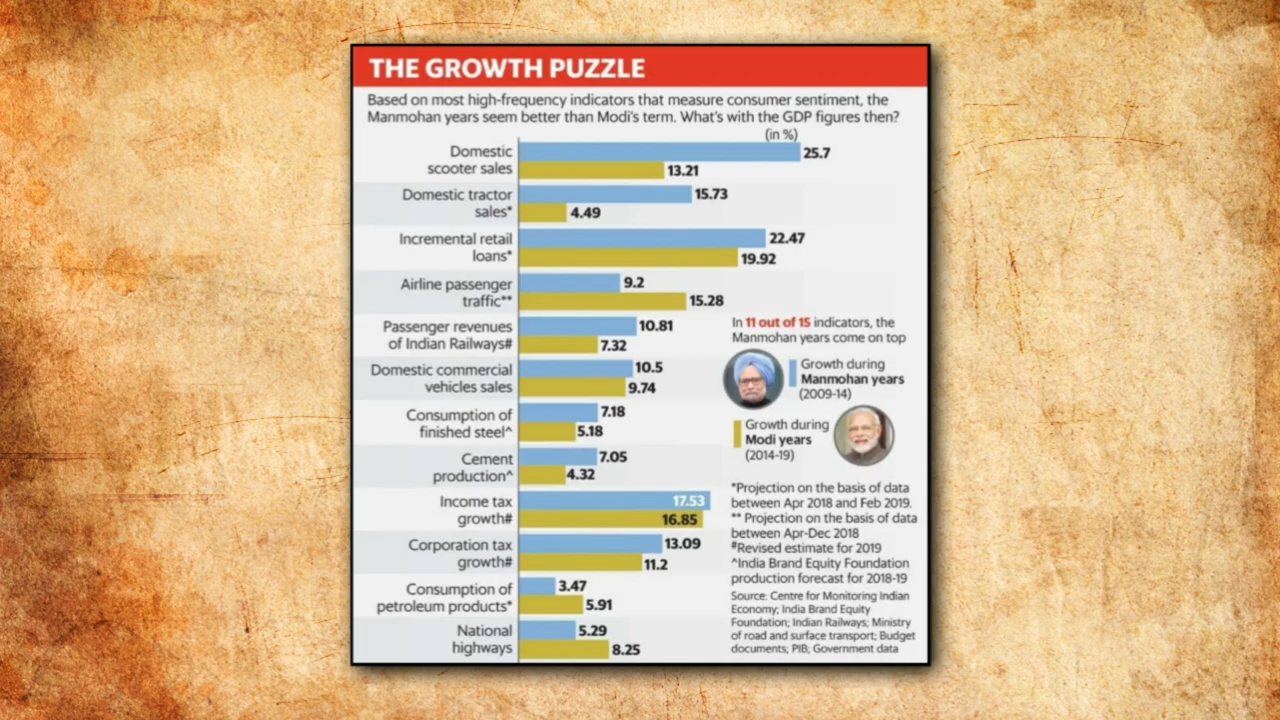 THE GROWTH PUZZLE
Based on most high-frequency indicators that measure consumer sentiment, the
Manmohan years seem better than Modi's term. What's with the GDP figures then?
(in %)
Domestic
scooter sales
25.7
13.21
Domestic tractor
sales*
15.73
4.49
Incremental retail
loans*
22.47
19.92
Airline passenger
traffic**
9.2
15.28
Passenger revenues
of Indian Railways#
10.81
7.32
Domestic commercial
vehicles sales
10.5
9.74
Consumption of
finished steel^
7.18
5.18
Cement
production^
7.05
4.32
Income tax
growth#
17.53
16.85
Corporation tax
growth#
13.09
11.2
Consumption of
petroleum products*
3.47
5.91
National
highways
5.29
8.25
In 11 out of 15 indicators, the
Manmohan years come on top
Growth during
Manmohan years
(2009-14)
Growth during
Modi years
(2014-19)
*Projection on the basis of data
between Apr 2018 and Feb 2019.
** Projection on the basis of data
between Apr-Dec 2018
#Revised estimate for 2019
^India Brand Equity Foundation
production forecast for 2018-19
Source: Centre for Monitoring Indian
Economy; India Brand Equity
Foundation; Indian Railways; Ministry
of road and surface transport; Budget
documents; PIB; Government data